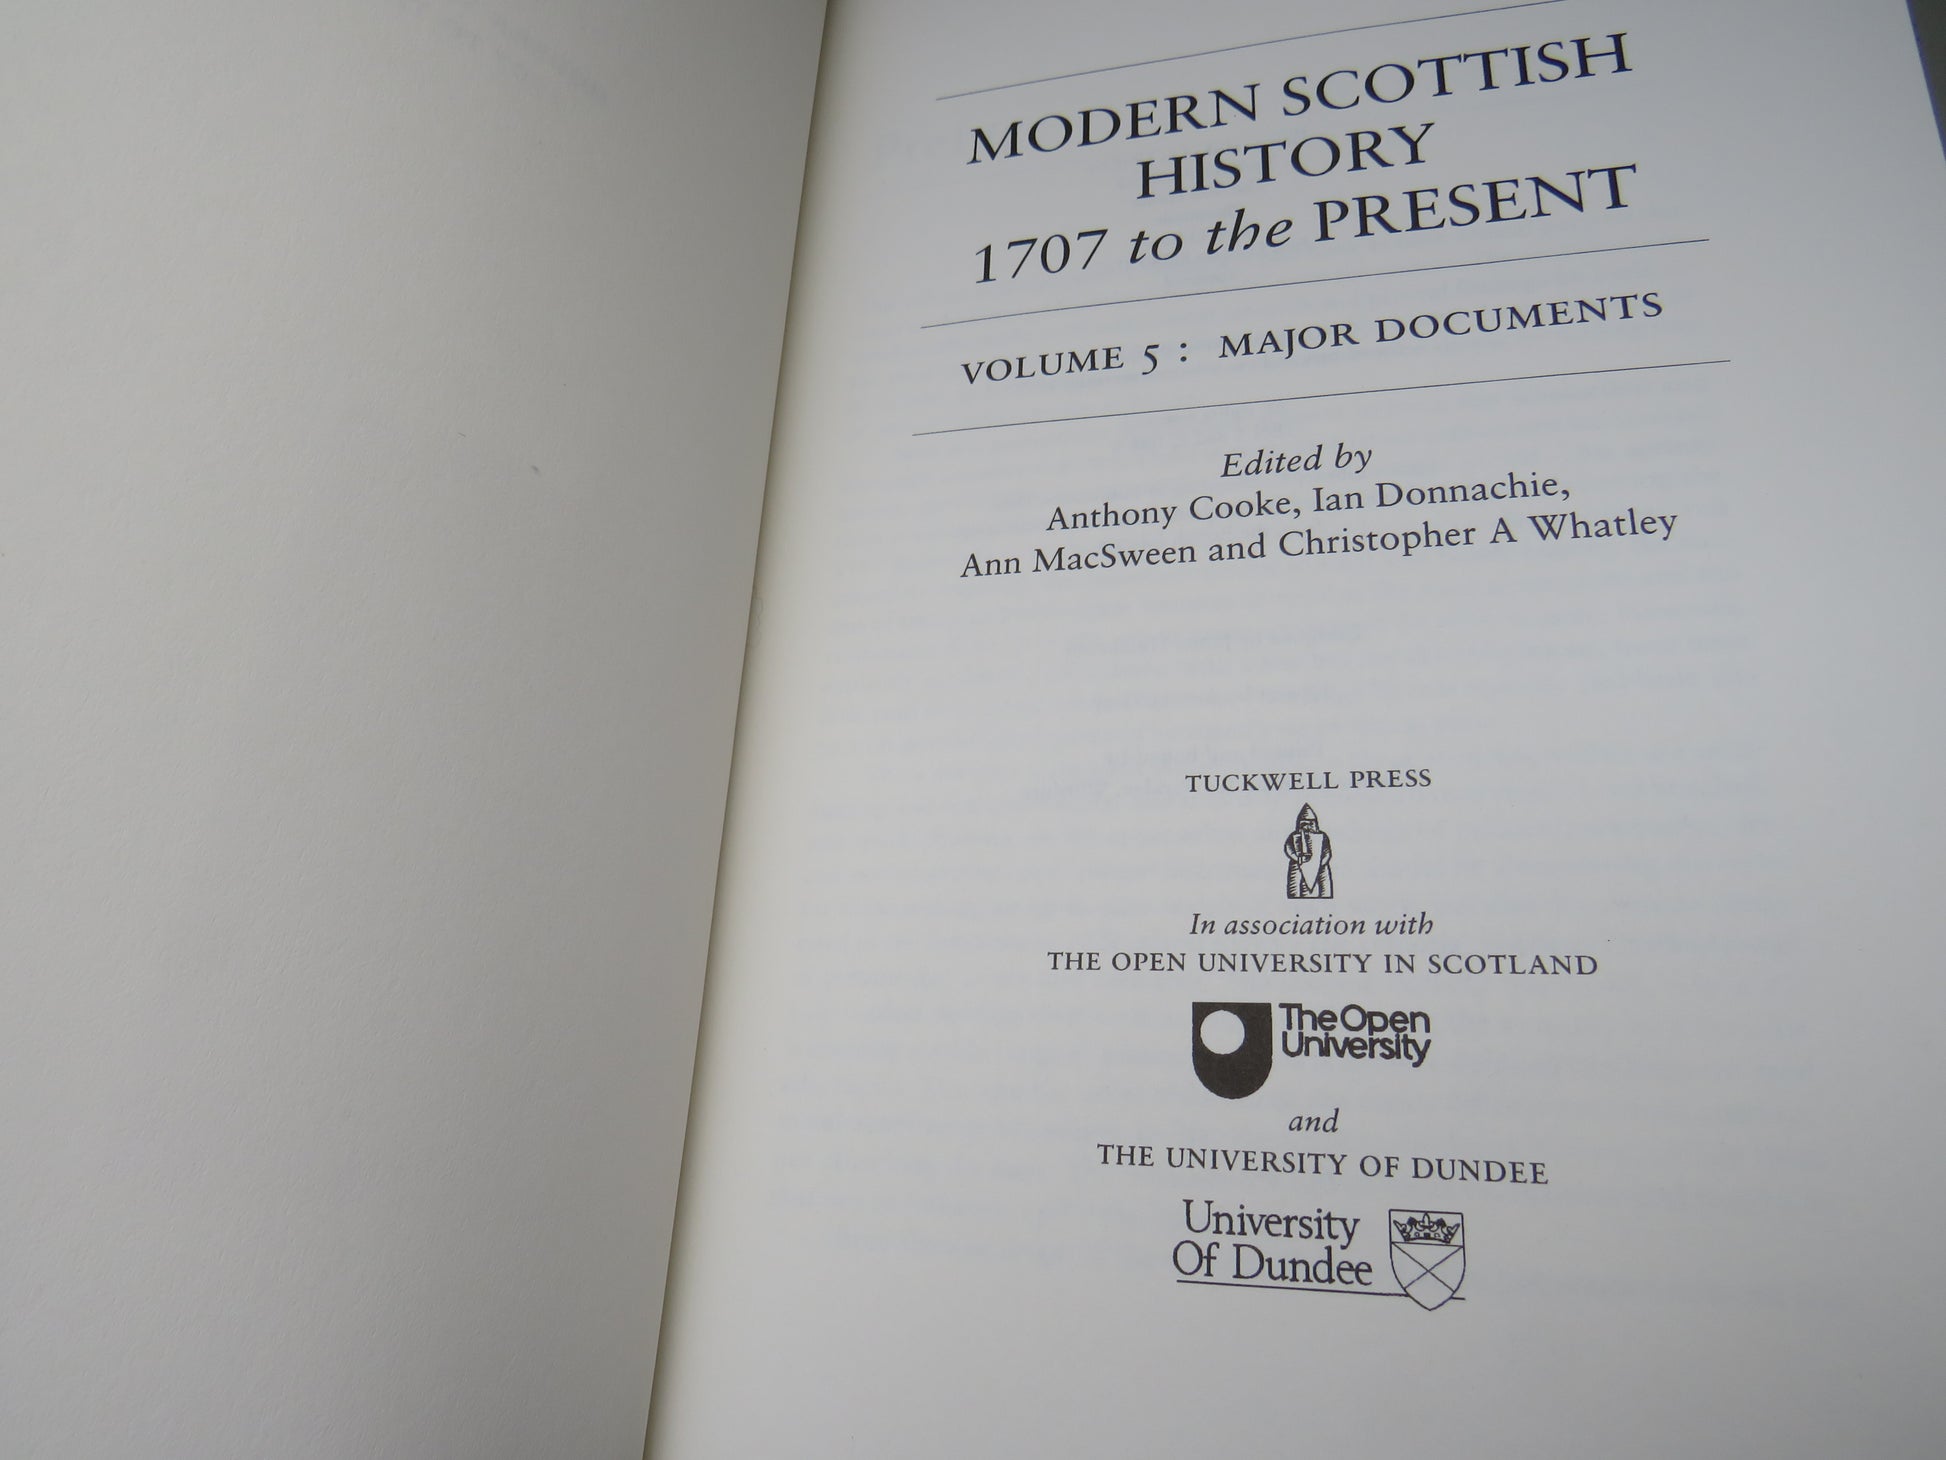 MODERN SCOTTISH
HISTORY
1707 to the PRESENT
VOLUME 5 : MAJOR DOCUMENTS
Edited by
Anthony Cooke, Ian Donnachie,
Ann MacSween and Christopher A Whatley
TUCKWELL PRESS
In association with
THE OPEN UNIVERSITY IN SCOTLAND
The Open
University
and
THE UNIVERSITY OF DUNDEE
University
Of Dundee